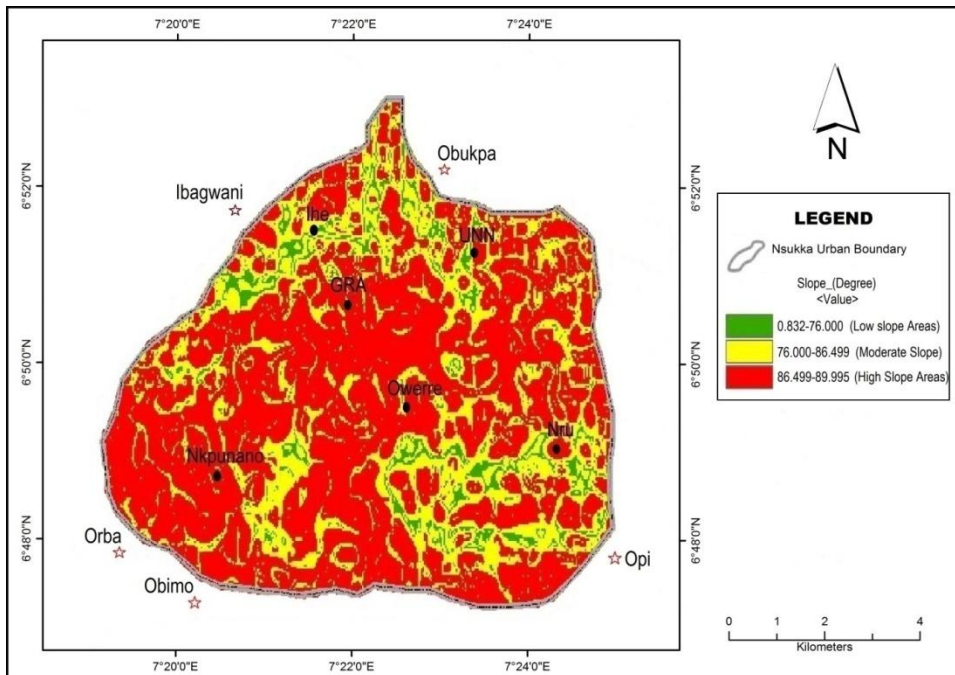 7°20'0"E
7°22'0"E
7°24'0"E
6°52'0"N
6°52'0"N
6°50'0"N
6°50'0"N
6°48'0"N
6°48'0"N
Obukpa
Ibagwani
Ihe
UNN
GRA
Owerre
Nru
Nkpunano
Orba
Obimo
Opi
7°20'0"E
7°22'0"E
7°24'0"E
N
LEGEND
Nsukka Urban Boundary
Slope_(Degree)
<Value>
0.832-76.000 (Low slope Areas)
76.000-86.499 (Moderate Slope)
86.499-89.995 (High Slope Areas)
0 1 2 4
Kilometers